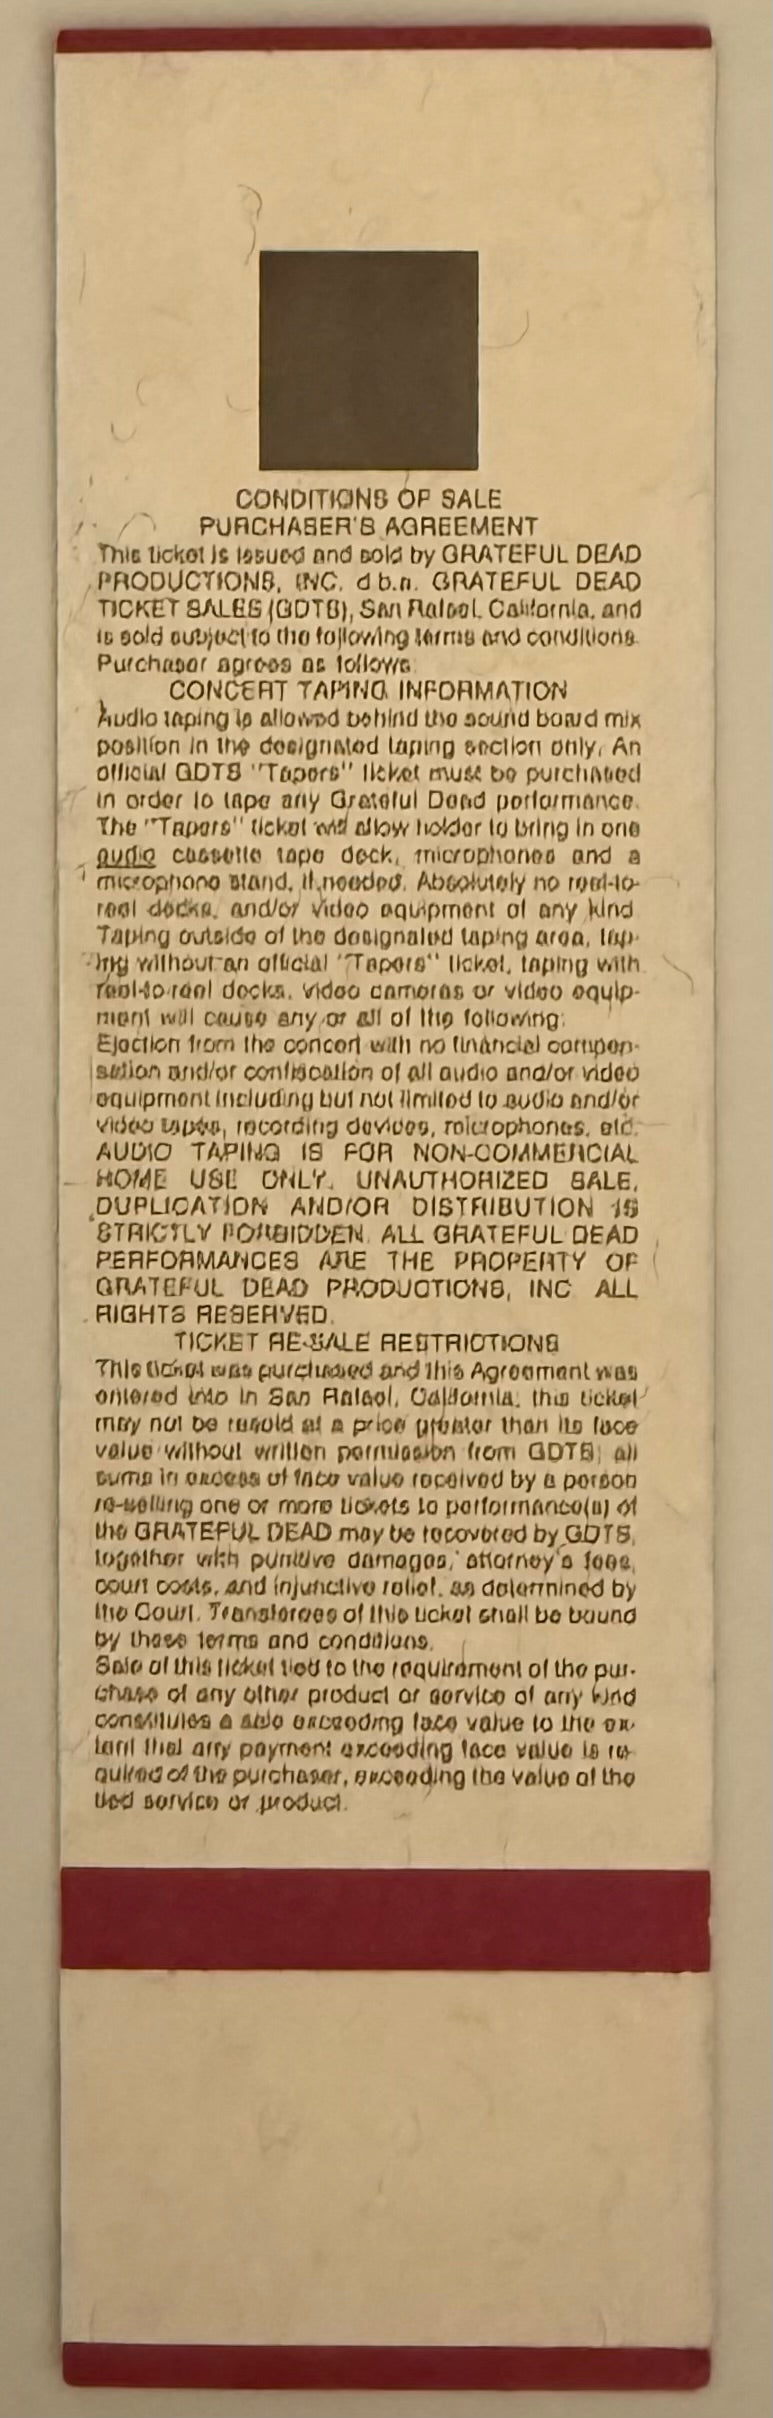 CONDITIONS OF SALE
PURCHASER'S AGREEMENT
This ticket is issued and sold by GRATEFUL DEAD
PRODUCTIONS, INC. d.b.a. GRATEFUL DEAD
TICKET SALES (GDTS), San Rafael, California, and
is sold subject to the following terms and conditions.
Purchaser agrees as follows:
CONCERT TAPING INFORMATION
Audio taping is allowed behind the sound board mix
position in the designated taping section only. An
official GDTS "Tapers" ticket must be purchased
in order to tape any Grateful Dead performance.
The "Tapers" ticket will allow holder to bring in one
audio cassette tape deck, microphones and a
microphone stand, if needed. Absolutely no reel-to-
reel decks, and/or video equipment of any kind.
Taping outside of the designated taping area, tap-
ing without an official "Tapers" ticket, taping with
reel-to-reel decks, video cameras or video equip-
ment will cause any or all of the following:
Ejection from the concert with no financial compen-
sation and/or confiscation of all audio and/or video
equipment including but not limited to audio and/or
video tapes, recording devices, microphones, etc.
AUDIO TAPING IS FOR NON-COMMERCIAL
HOME USE ONLY. UNAUTHORIZED SALE,
DUPLICATION AND/OR DISTRIBUTION IS
STRICTLY FORBIDDEN. ALL GRATEFUL DEAD
PERFORMANCES ARE THE PROPERTY OF
GRATEFUL DEAD PRODUCTIONS, INC. ALL
RIGHTS RESERVED.
TICKET RE-SALE RESTRICTIONS
This ticket was purchased and this Agreement was
entered into in San Rafael, California; this ticket
may not be resold at a price greater than its face
value without written permission from GDTS; all
sums in excess of face value received by a person
re-selling one or more tickets to performance(s) of
the GRATEFUL DEAD may be recovered by GDTS,
together with punitive damages, attorney's fees,
court costs, and injunctive relief, as determined by
the Court. Transferees of this ticket shall be bound
by these terms and conditions.
Sale of this ticket tied to the requirement of the pur-
chase of any other product or service of any kind
constitutes a sale exceeding face value to the ex-
tent that any payment exceeding face value is re-
quired of the purchaser, exceeding the value of the
tied service or product.